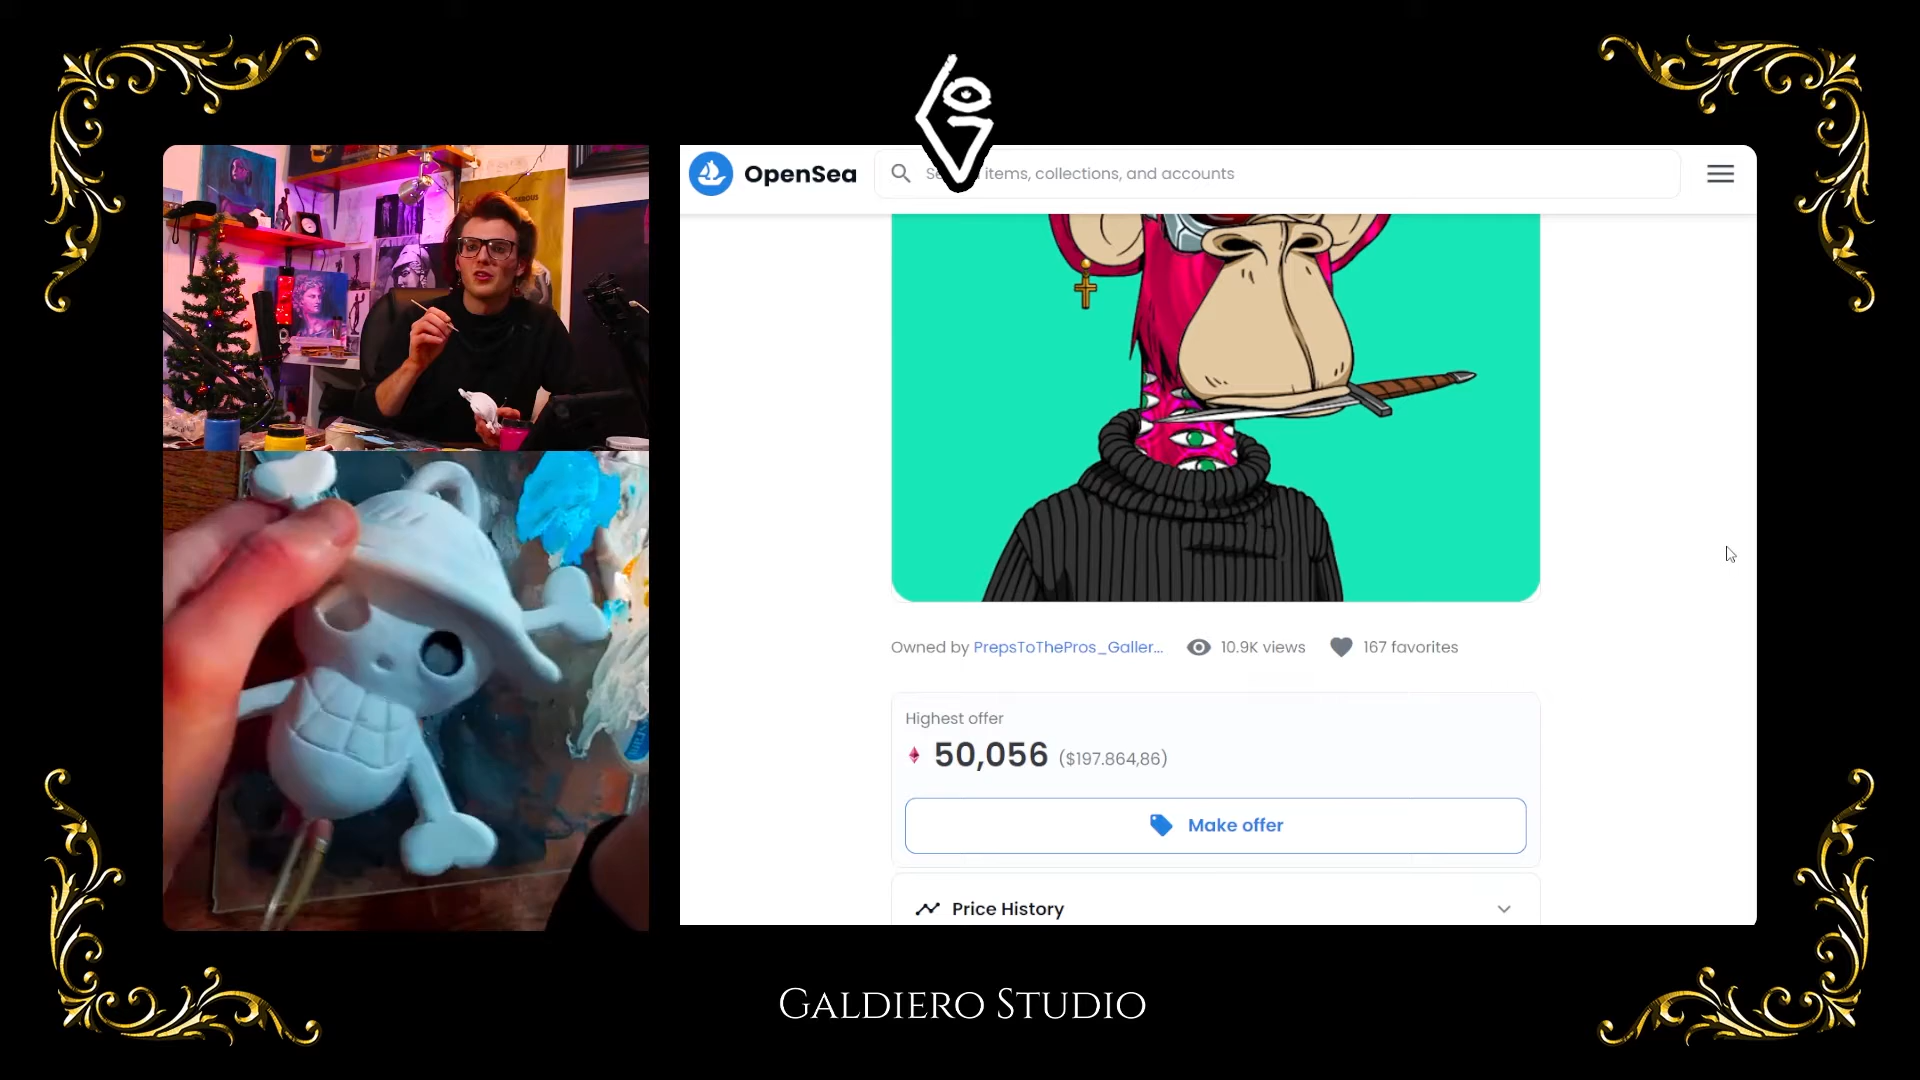 OpenSea
items, collections, and accounts
Owned by PrepsToThePros_Galler...
10.9K views
167 favorites
Highest offer
50,056 ($197.864,86)
Make offer
Price History
GALDIERO STUDIO